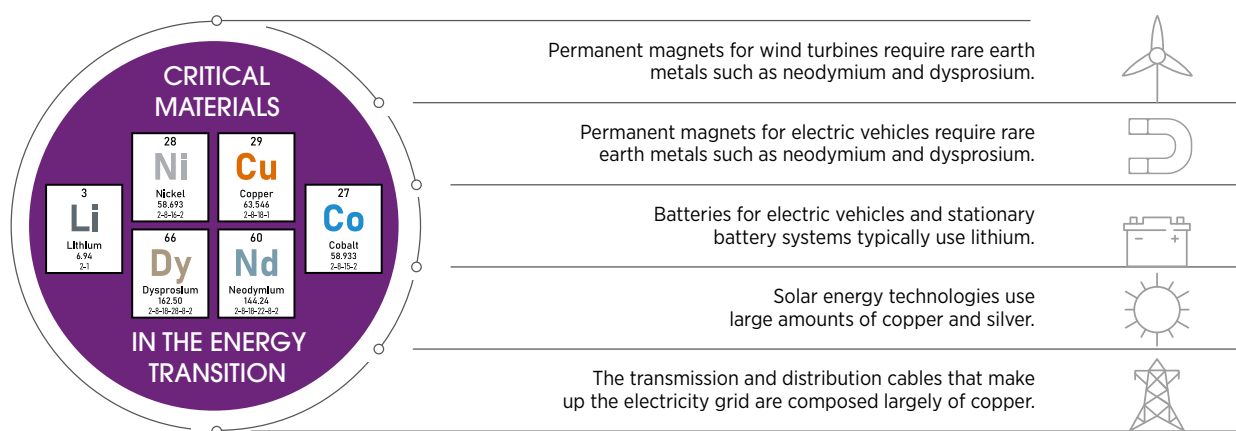 CRITICAL
MATERIALS
28
Ni
Nickel
58.693
2-8-16-2
29
Cu
Copper
63,546
2-8-18-1
3
Li
Lithium
6.94
2-1
27
Co
Cobalt
58.933
2-8-15-2
66
Dy
Dysprosium
162.50
2-8-18-28-8-2
60
Nd
Neodymium
144.24
2-8-18-22-8-2
IN THE ENERGY
TRANSITION
Permanent magnets for wind turbines require rare earth
metals such as neodymium and dysprosium.
Permanent magnets for electric vehicles require rare
earth metals such as neodymium and dysprosium.
Batteries for electric vehicles and stationary
battery systems typically use lithium.
Solar energy technologies use
large amounts of copper and silver.
The transmission and distribution cables that make
up the electricity grid are composed largely of copper.